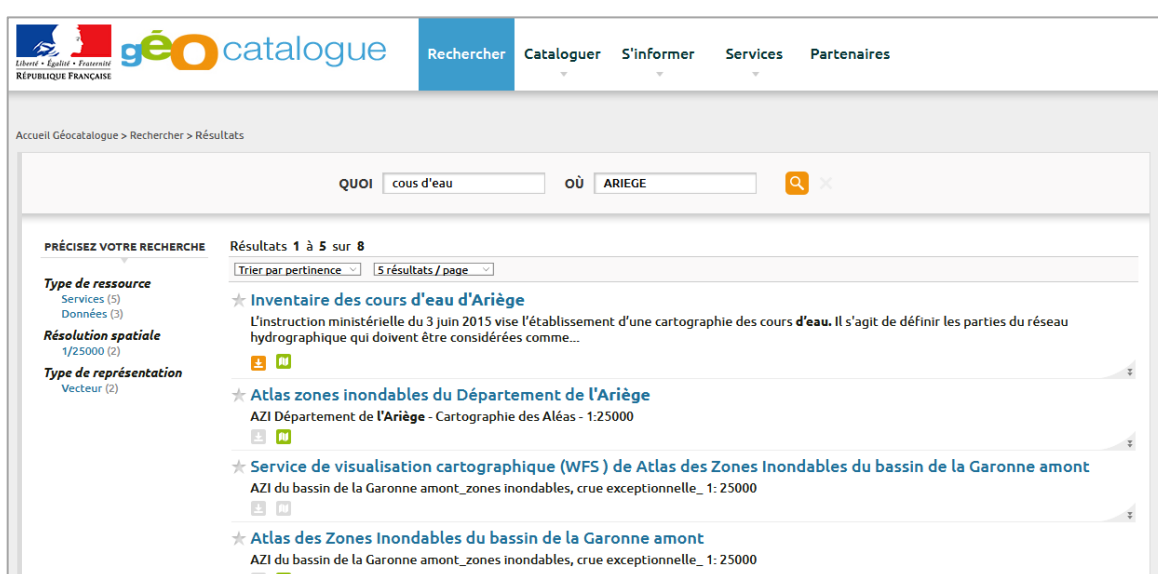 géocatalogue
Rechercher Cataloguer S'informer Services Partenaires
Liberté • Égalité • Fraternité
RÉPUBLIQUE FRANÇAISE
Accueil Géocatalogue > Rechercher > Résultats
QUOI cous d'eau OÙ ARIEGE
PRÉCISEZ VOTRE RECHERCHE
Type de ressource
Services (5)
Données (3)
Résolution spatiale
1/25000 (2)
Type de représentation
Vecteur (2)
Résultats 1 à 5 sur 8
Trier par pertinence 5 résultats / page
Inventaire des cours d'eau d'Ariège
L'instruction ministérielle du 3 juin 2015 vise l'établissement d'une cartographie des cours d'eau. Il s'agit de définir les parties du réseau
hydrographique qui doivent être considérées comme...
Atlas zones inondables du Département de l'Ariège
AZI Département de l'Ariège - Cartographie des Aléas - 1:25000
Service de visualisation cartographique (WFS ) de Atlas des Zones Inondables du bassin de la Garonne amont
AZI du bassin de la Garonne amont_zones inondables, crue exceptionnelle_ 1: 25000
Atlas des Zones Inondables du bassin de la Garonne amont
AZI du bassin de la Garonne amont_zones inondables, crue exceptionnelle_ 1: 25000